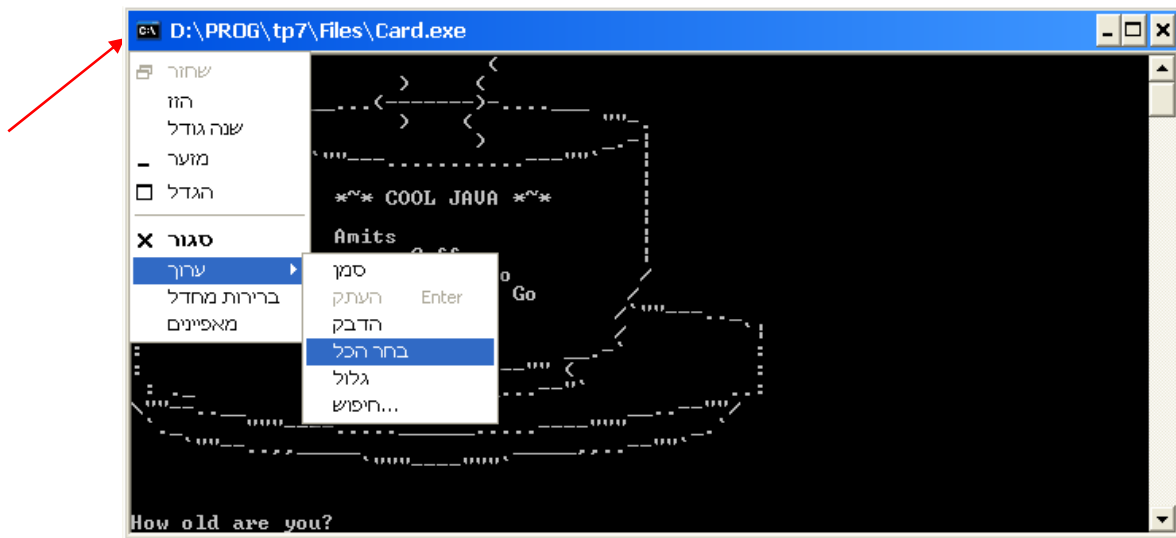 D:\PROG\tp7\Files\Card.exe
שחזר
הזז
שנה גודל
מזער
הגדל
סגור
ערוך
ברירות מחדל
מאפיינים
סמן
העתק Enter
הדבק
בחר הכל
גלול
חיפוש...
*~* COOL JAVA *~*
Amits
Go
How old are you?